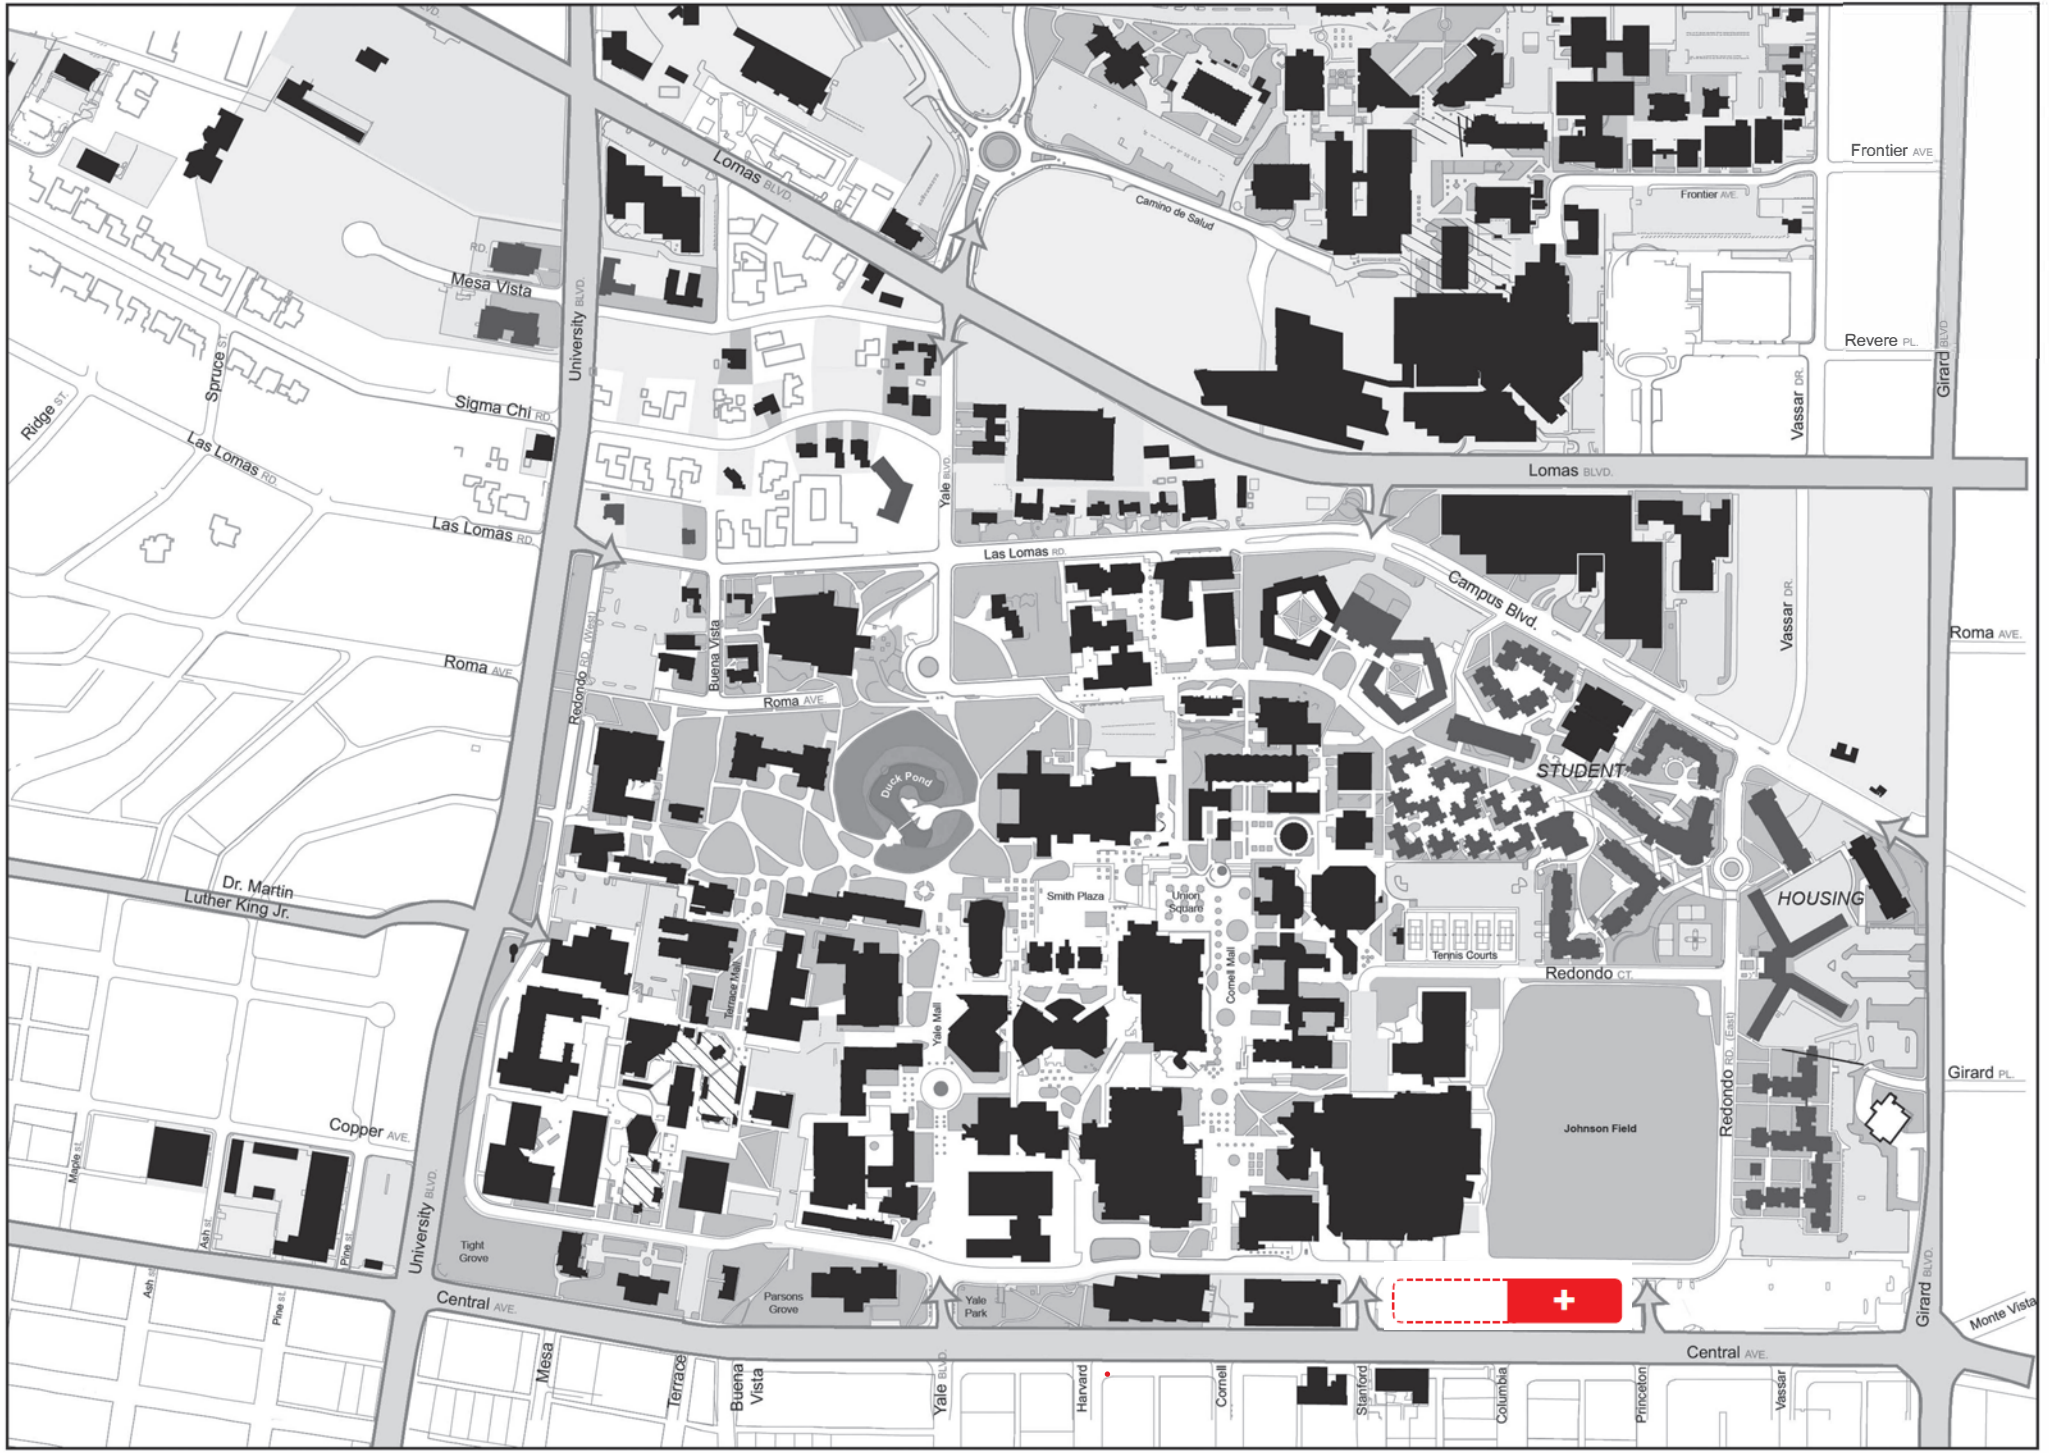 BLVD.
Lomas BLVD.
Camino de Salud
Frontier AVE
Frontier AVE.
RD.
Mesa Vista
University BLVD.
Revere PL.
Girard BLVD
Spruce ST.
Ridge ST.
Sigma Chi RD.
Vassar DR.
Las Lomas RD.
Lomas BLVD.
Yale BLVD.
Las Lomas RD.
Las Lomas RD.
Campus Blvd.
Vassar DR.
Roma AVE.
Roma AVE
Redondo RD. (West)
Buena Vista
Roma AVE.
Duck Pond
STUDENT
HOUSING
Dr. Martin
Luther King Jr.
Smith Plaza
Union
Square
Tennis Courts
Terrace Mall
Yale Mall
Cornell Mall
Redondo CT.
Redondo RD. (East)
Girard PL.
Copper AVE.
Johnson Field
Maple st.
Ash st.
Pine st.
University BLVD.
Tight
Grove
Parsons
Grove
Yale
Park
+
Girard BLVD.
Central AVE.
Monte Vista
Central AVE.
Ash st.
Pine st.
Mesa
Terrace
Buena
Vista
Yale BLVD.
Harvard
Cornell
Stanford
Columbia
Princeton
Vassar